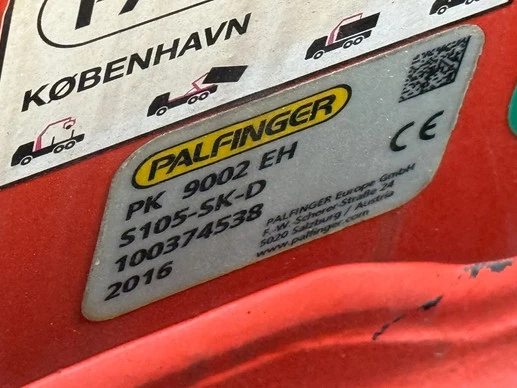 KØBENHAVN
PALFINGER
PK 9002 EH
S105-SK-D
100374538
2016
PALFINGER Europe GmbH
F.-W.-Scherer-Straße 24
5020 Salzburg / Austria
www.palfinger.com
CE